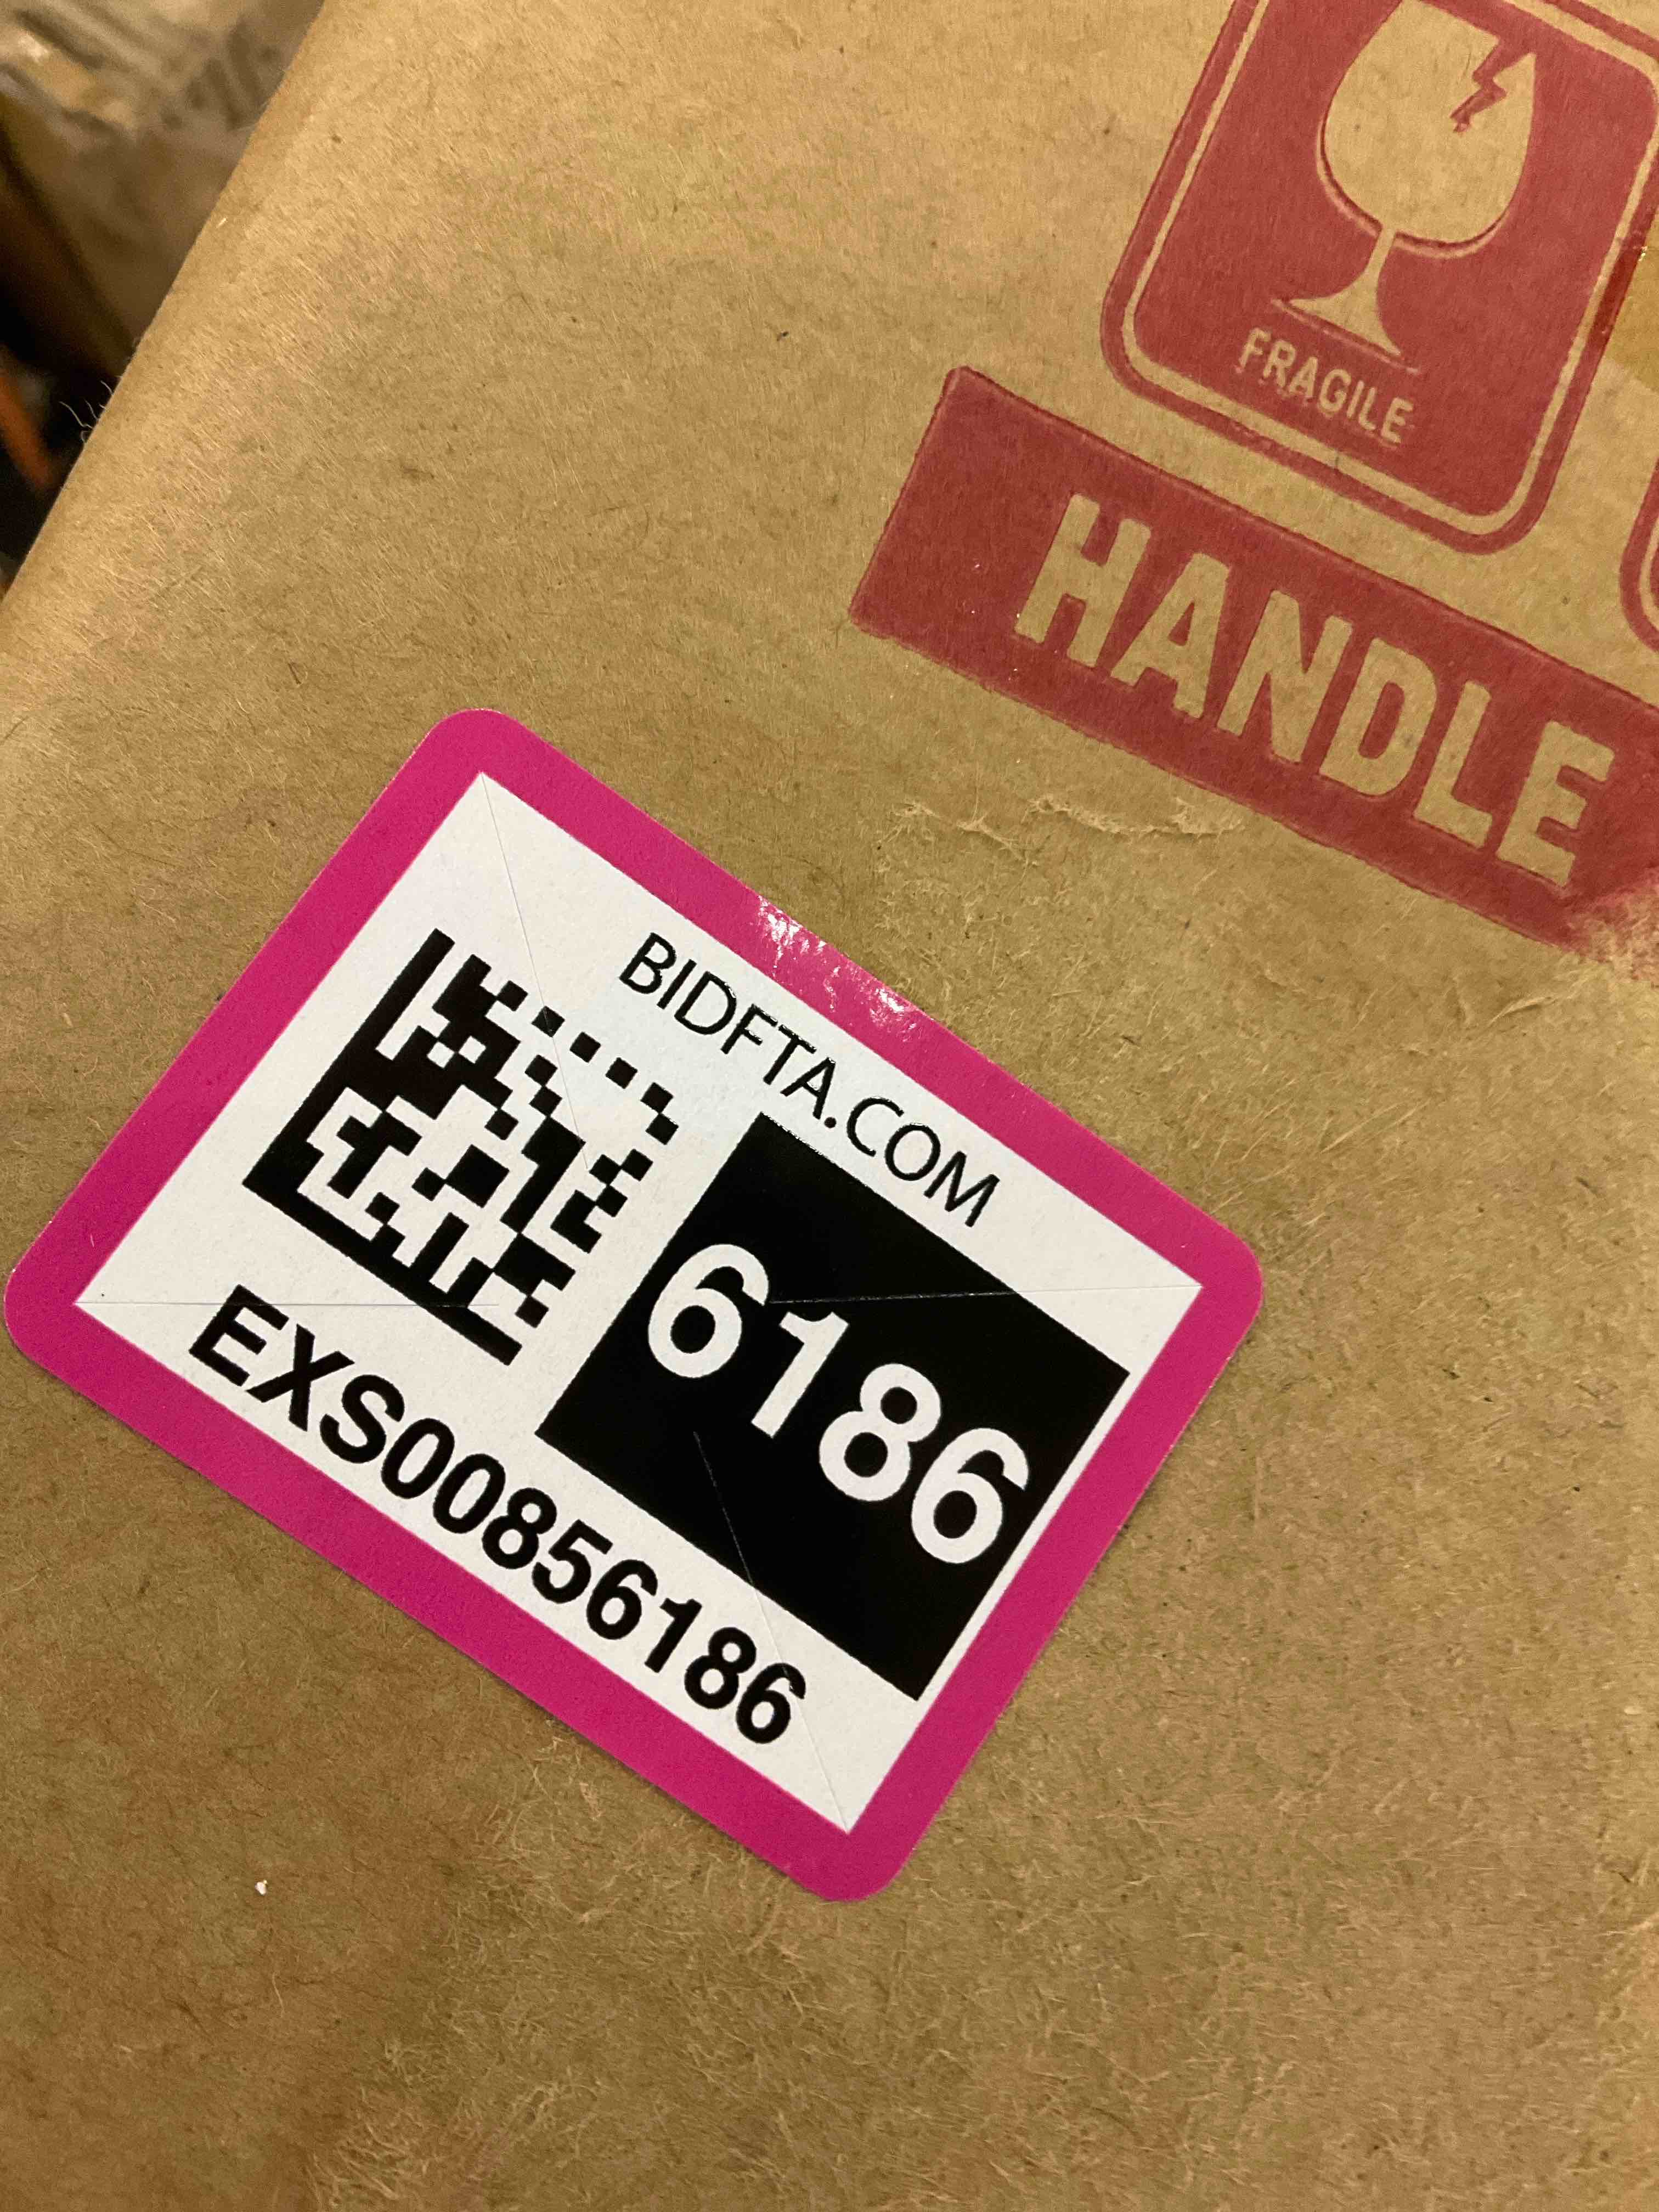 FRAGILE
HANDLE
BIDFTA.COM
6186
EXS00856186